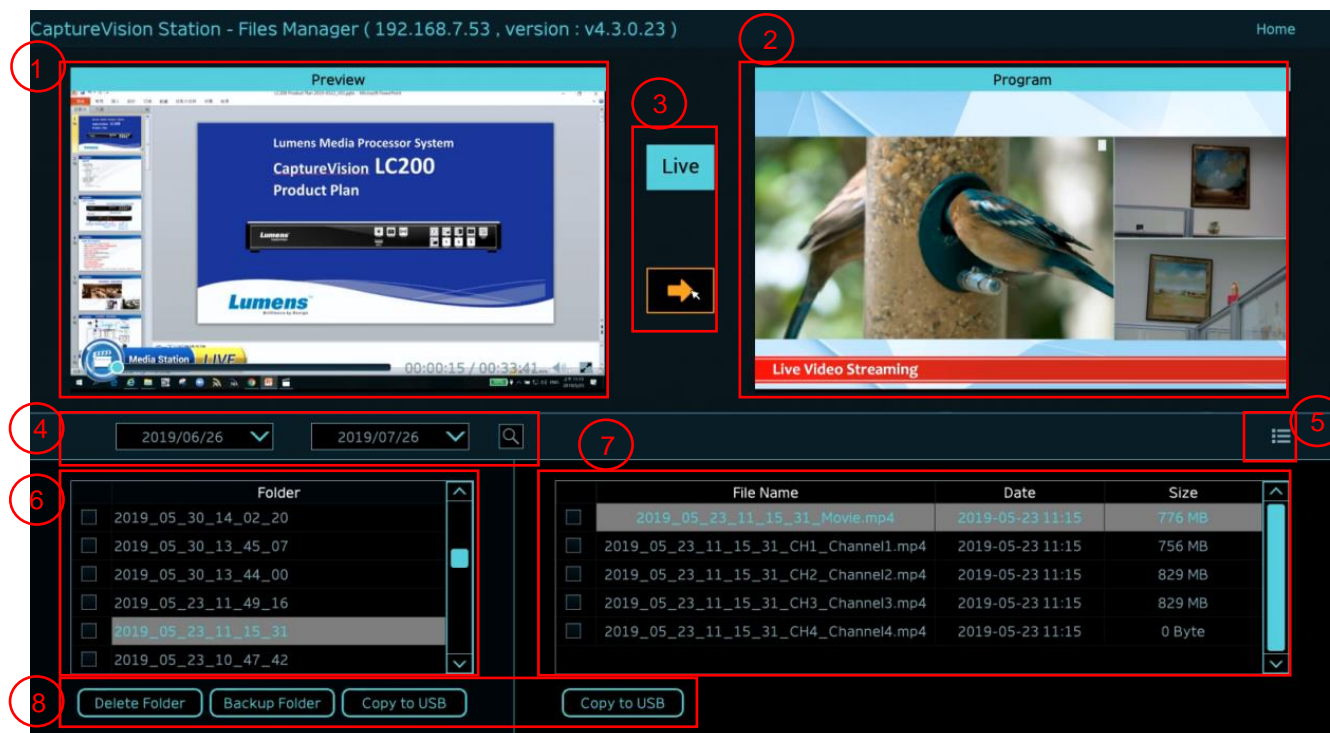 CaptureVision Station - Files Manager ( 192.168.7.53 , version : v4.3.0.23 )
Home
1
2
3
Preview
Lumens Media Processor System
CaptureVision LC200
Product Plan
Lumens
Lumens
Media Station LIVE
00:00:15 / 00:33:41
Live
Program
Live Video Streaming
4
2019/06/26
2019/07/26
5
6
7
Folder
2019_05_30_14_02_20
2019_05_30_13_45_07
2019_05_30_13_44_00
2019_05_23_11_49_16
2019_05_23_11_15_31
2019_05_23_10_47_42
File Name Date Size
2019_05_23_11_15_31_Movie.mp4 2019-05-23 11:15 776 MB
2019_05_23_11_15_31_CH1_Channel1.mp4 2019-05-23 11:15 756 MB
2019_05_23_11_15_31_CH2_Channel2.mp4 2019-05-23 11:15 829 MB
2019_05_23_11_15_31_CH3_Channel3.mp4 2019-05-23 11:15 829 MB
2019_05_23_11_15_31_CH4_Channel4.mp4 2019-05-23 11:15 0 Byte
8
Delete Folder
Backup Folder
Copy to USB
Copy to USB